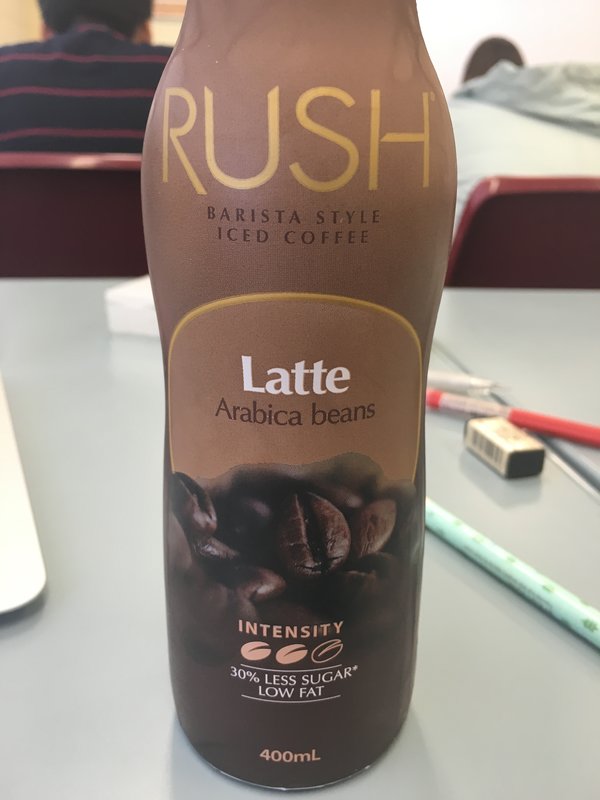 RUSH
BARISTA STYLE
ICED COFFEE
Latte
Arabica beans
INTENSITY
30% LESS SUGAR*
LOW FAT
400mL